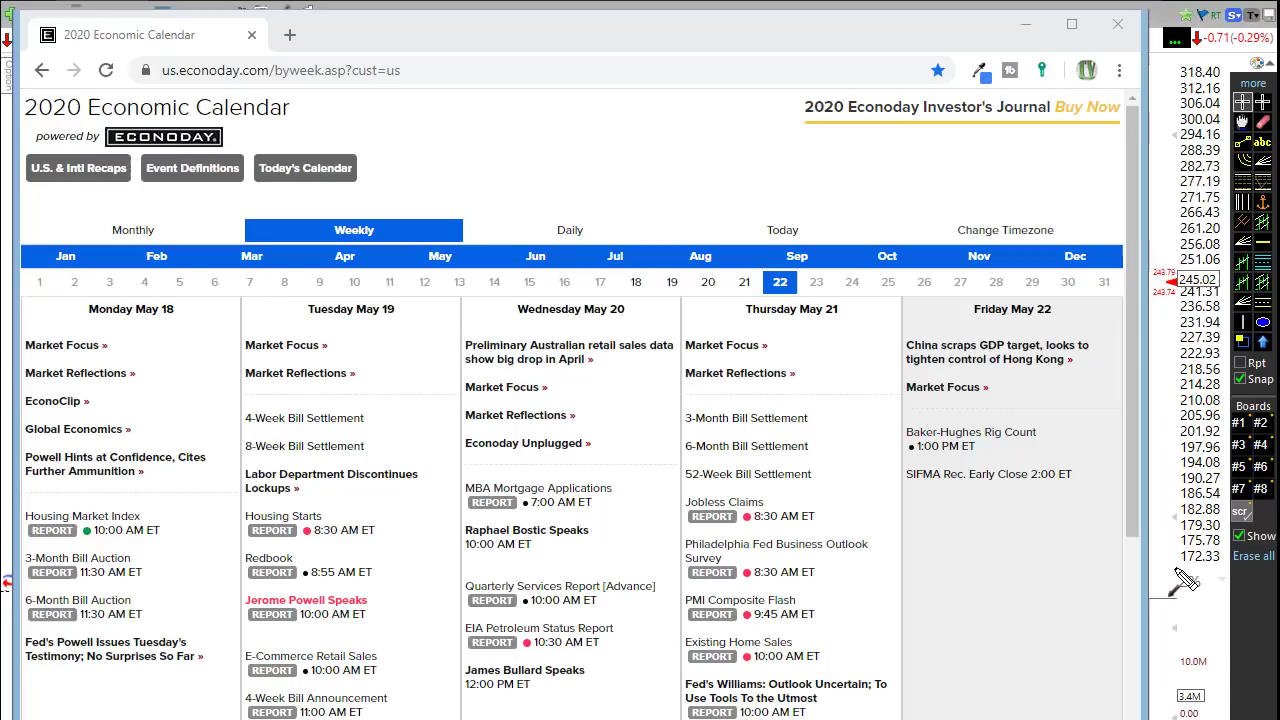 2020 Economic Calendar
us.econoday.com/byweek.asp?cust=us
2020 Economic Calendar
powered by ECONODAY.
2020 Econoday Investor's Journal Buy Now
U.S. & Intl Recaps Event Definitions Today's Calendar
Monthly Weekly Daily Today Change Timezone
Jan Feb Mar Apr May Jun Jul Aug Sep Oct Nov Dec
1 2 3 4 5 6 7 8 9 10 11 12 13 14 15 16 17 18 19 20 21 22 23 24 25 26 27 28 29 30 31
Monday May 18
Market Focus »
Market Reflections »
EconoClip »
Global Economics »
Powell Hints at Confidence, Cites
Further Ammunition »
Housing Market Index
REPORT 10:00 AM ET
3-Month Bill Auction
REPORT 11:30 AM ET
6-Month Bill Auction
REPORT 11:30 AM ET
Fed's Powell Issues Tuesday's
Testimony; No Surprises So Far »
Tuesday May 19
Market Focus »
Market Reflections »
4-Week Bill Settlement
8-Week Bill Settlement
Labor Department Discontinues
Lockups »
Housing Starts
REPORT 8:30 AM ET
Redbook
REPORT 8:55 AM ET
Jerome Powell Speaks
REPORT 10:00 AM ET
E-Commerce Retail Sales
REPORT 10:00 AM ET
4-Week Bill Announcement
REPORT 11:00 AM ET
Wednesday May 20
Preliminary Australian retail sales data
show big drop in April »
Market Focus »
Market Reflections »
Econoday Unplugged »
MBA Mortgage Applications
REPORT 7:00 AM ET
Raphael Bostic Speaks
10:00 AM ET
Quarterly Services Report [Advance]
REPORT 10:00 AM ET
EIA Petroleum Status Report
REPORT 10:30 AM ET
James Bullard Speaks
12:00 PM ET
Thursday May 21
Market Focus »
Market Reflections »
3-Month Bill Settlement
6-Month Bill Settlement
52-Week Bill Settlement
Jobless Claims
REPORT 8:30 AM ET
Philadelphia Fed Business Outlook
Survey
REPORT 8:30 AM ET
PMI Composite Flash
REPORT 9:45 AM ET
Existing Home Sales
REPORT 10:00 AM ET
Fed's Williams: Outlook Uncertain; To
Use Tools To the Utmost
REPORT 10:00 AM ET
Friday May 22
China scraps GDP target, looks to
tighten control of Hong Kong »
Market Focus »
Baker-Hughes Rig Count
1:00 PM ET
SIFMA Rec. Early Close 2:00 ET
Option
RT S T
-0.71(-0.29%)
318.40
312.16
306.04
300.04
294.16
288.39
282.73
277.19
271.75
266.43
261.20
256.08
251.06
243.79
245.02
243.74
241.31
236.58
231.94
227.39
222.93
218.56
214.28
210.08
205.96
201.92
197.96
194.08
190.27
186.54
182.88
179.30
175.78
172.33
10.0M
3.4M
0.00
more
abc
Rpt
Snap
Boards
#1 #2
#3 #4
#5 #6
#7 #8
scr
Show
Erase all